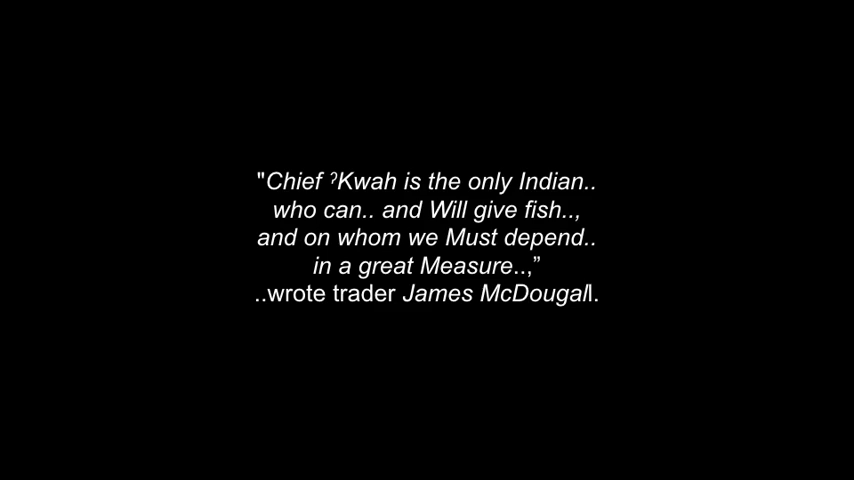 "Chief ˀKwah is the only Indian..
who can.. and Will give fish..,
and on whom we Must depend..
in a great Measure..,”
..wrote trader James McDougall.